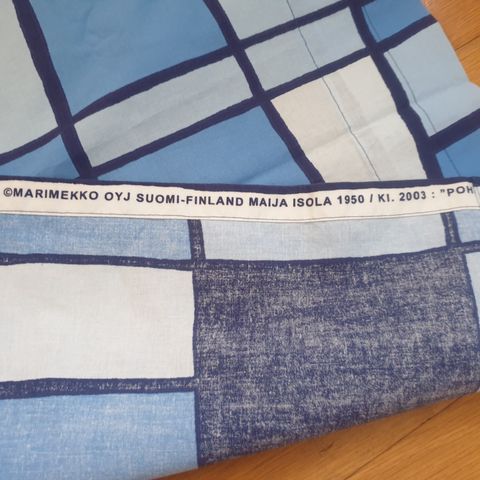 ©MARIMEKKO OYJ SUOMI-FINLAND MAIJA ISOLA 1950 / KI. 2003 : "POH